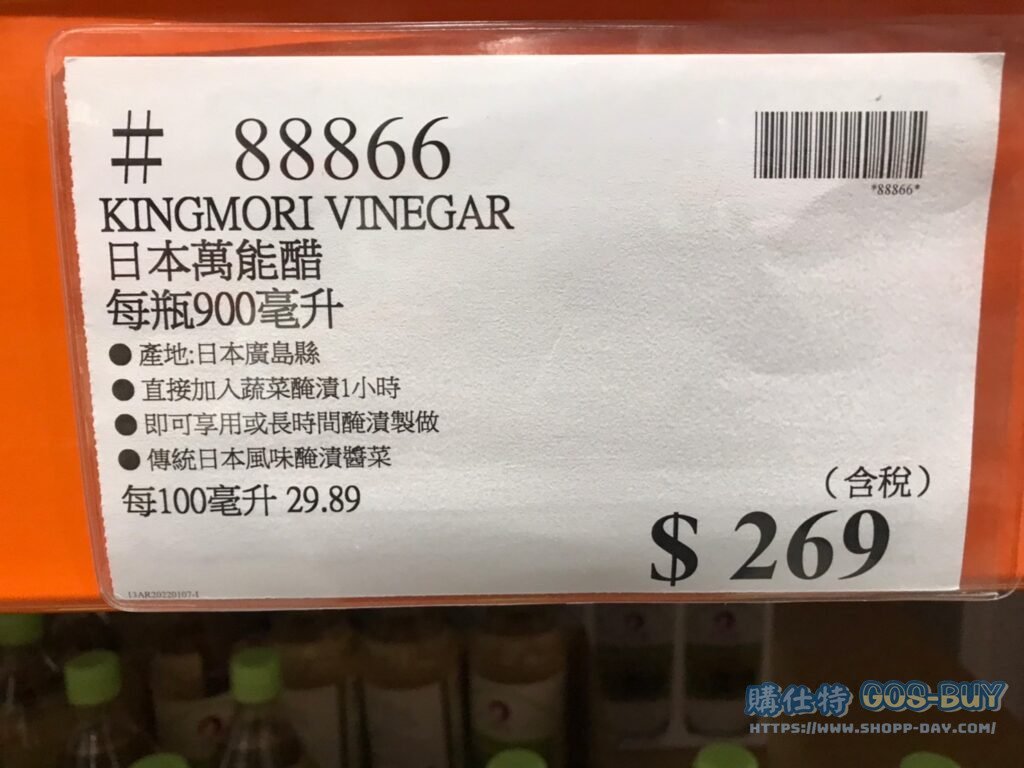 # 88866
*88866*
KINGMORI VINEGAR
日本萬能醋
每瓶900毫升
● 產地:日本廣島縣
● 直接加入蔬菜醃漬1小時
● 即可享用或長時間醃漬製做
● 傳統日本風味醃漬醬菜
每100毫升 29.89
（含稅）
$ 269
13AR20220107-1
購仕特 GOS-BUY
HTTPS://WWW.SHOPP-DAY.COM/